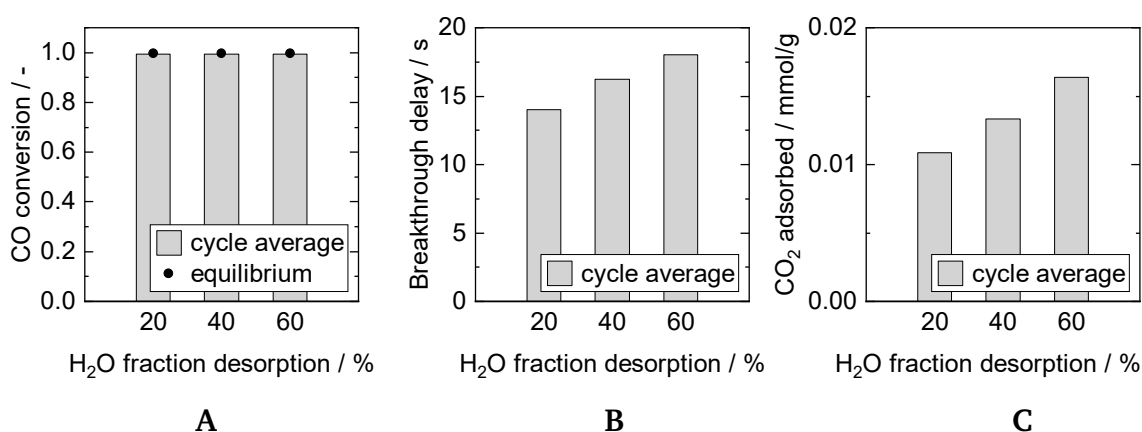 CO conversion / -
1.0
0.8
0.6
0.4
0.2
0.0
20 40 60
cycle average
equilibrium
H₂O fraction desorption / %
A
Breakthrough delay / s
20
15
10
5
0
20 40 60
cycle average
H₂O fraction desorption / %
B
CO₂ adsorbed / mmol/g
0.02
0.01
0.00
20 40 60
cycle average
H₂O fraction desorption / %
C